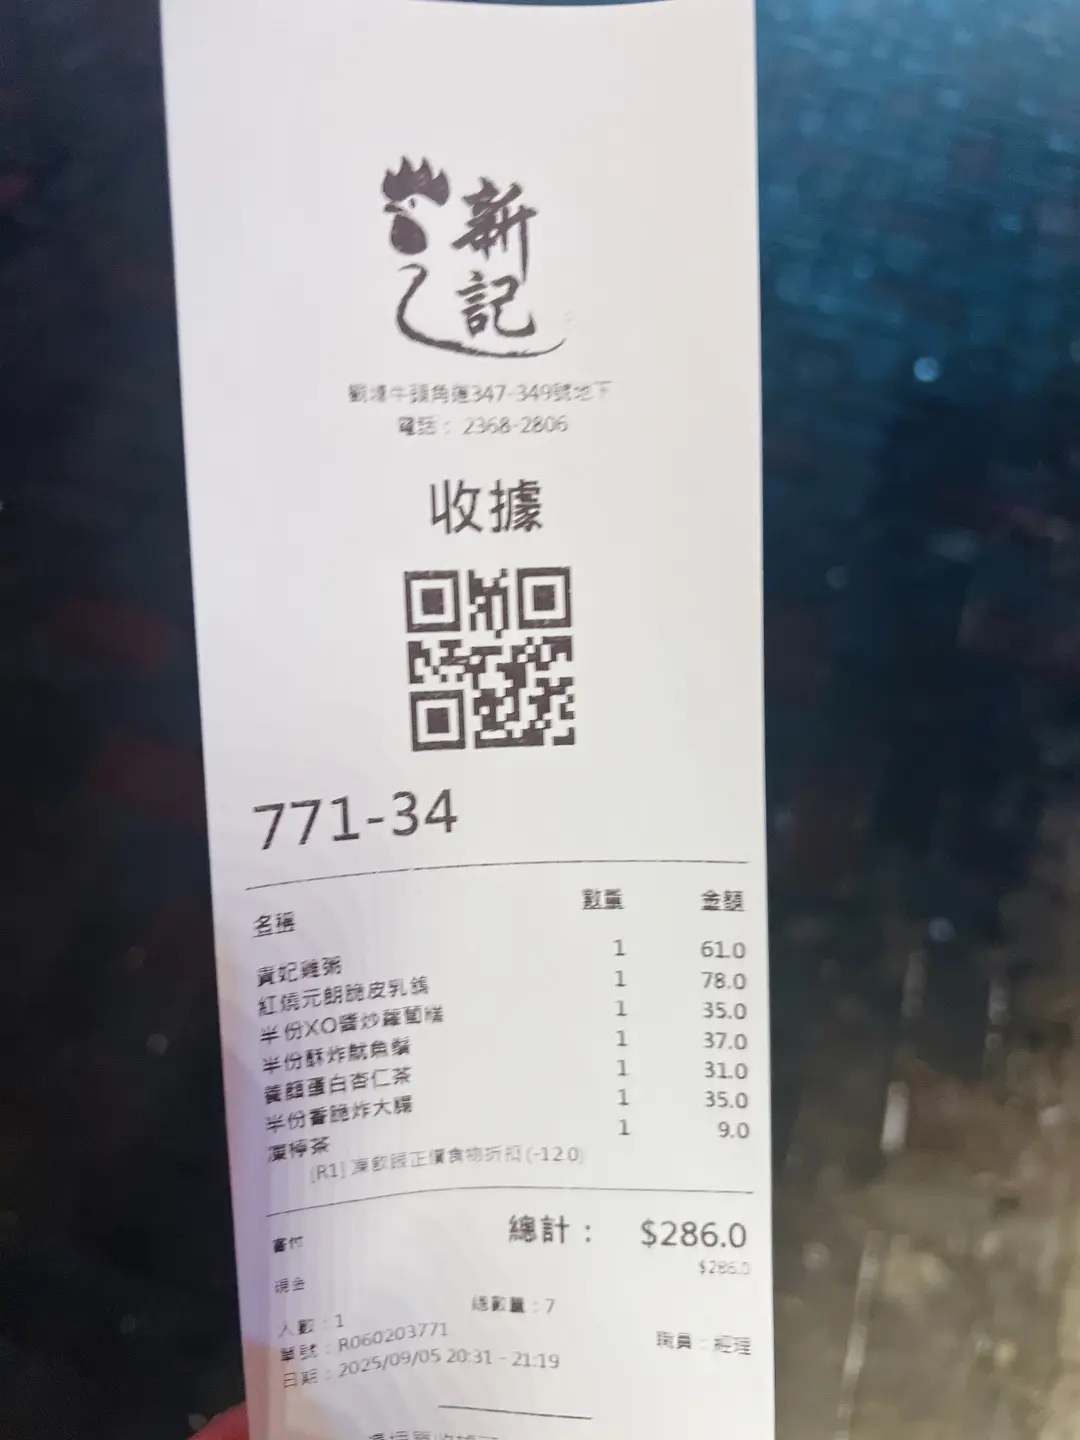 新
記
觀塘牛頭角道347-349號地下
電話： 2368-2806
收據
771-34
名稱 數量 金額
貴妃雞粥 1 61.0
紅燒元朗脆皮乳鴿 1 78.0
半份XO醬炒蘿蔔糕 1 35.0
半份酥炸魷魚鬚 1 37.0
養顏蛋白杏仁茶 1 31.0
半份香脆炸大腸 1 35.0
凍檸茶 1 9.0
[R1] 凍飲跟正價食物折扣 (-12.0)
總計： $286.0
實付 $286.0
現金
總數量：7
人數：1
單號：R060203771 職員：經理
日期：2025/09/05 20:31 - 21:19